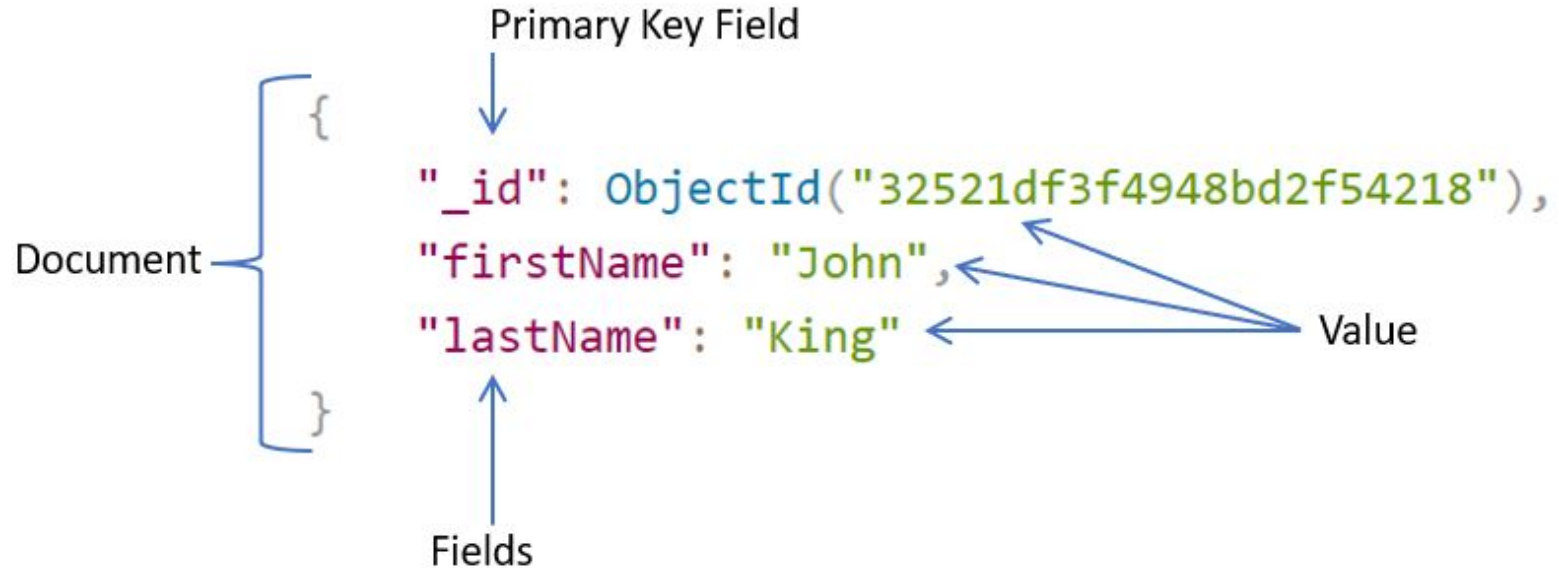 Primary Key Field
{
"_id": ObjectId("32521df3f4948bd2f54218"),
Document
"firstName": "John",
"lastName": "King"
Value
}
Fields